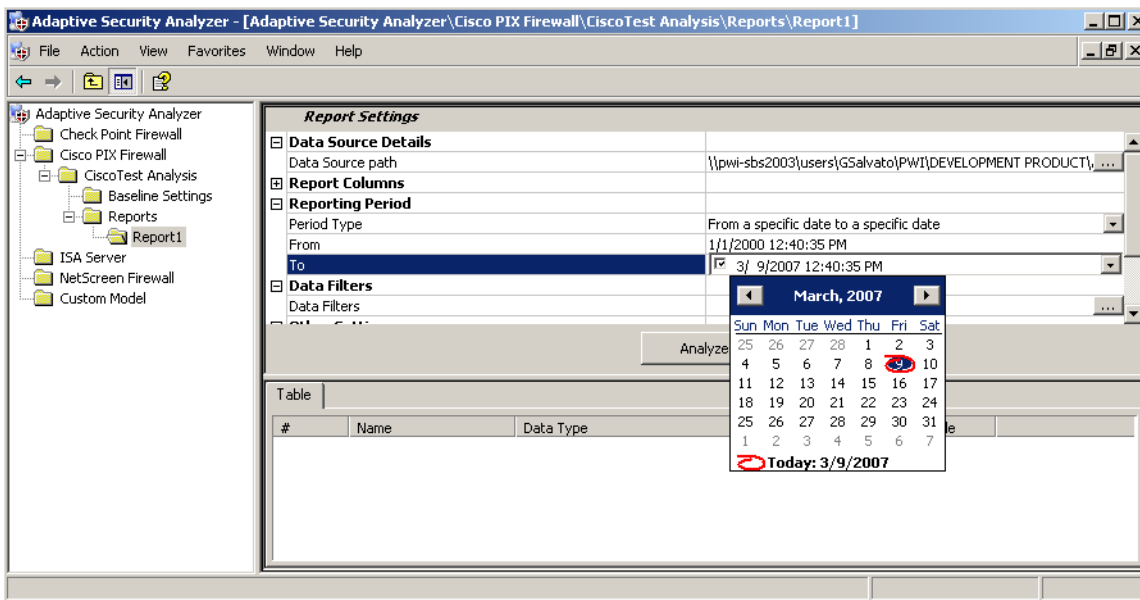 Adaptive Security Analyzer - [Adaptive Security Analyzer\Cisco PIX Firewall\CiscoTest Analysis\Reports\Report1]
File Action View Favorites Window Help
Adaptive Security Analyzer
Check Point Firewall
Cisco PIX Firewall
CiscoTest Analysis
Baseline Settings
Reports
Report1
ISA Server
NetScreen Firewall
Custom Model
Report Settings
Data Source Details
Data Source path \\pwi-sbs2003\users\GSalvato\PWI\DEVELOPMENT PRODUCT\ ...
Report Columns
Reporting Period
Period Type From a specific date to a specific date
From 1/1/2000 12:40:35 PM
To 3/ 9/2007 12:40:35 PM
Data Filters
Data Filters ...
Analyze
March, 2007
Sun Mon Tue Wed Thu Fri Sat
25 26 27 28 1 2 3
4 5 6 7 8 9 10
11 12 13 14 15 16 17
18 19 20 21 22 23 24
25 26 27 28 29 30 31
1 2 3 4 5 6 7
Today: 3/9/2007
Table
# Name Data Type